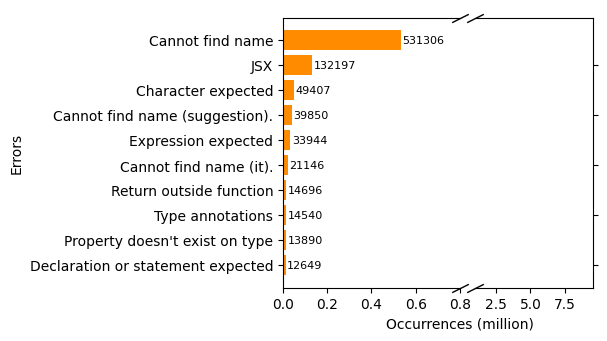 Errors
Cannot find name 531306
JSX 132197
Character expected 49407
Cannot find name (suggestion). 39850
Expression expected 33944
Cannot find name (it). 21146
Return outside function 14696
Type annotations 14540
Property doesn't exist on type 13890
Declaration or statement expected 12649
0.0 0.2 0.4 0.6 0.8 2.5 5.0 7.5
Occurrences (million)